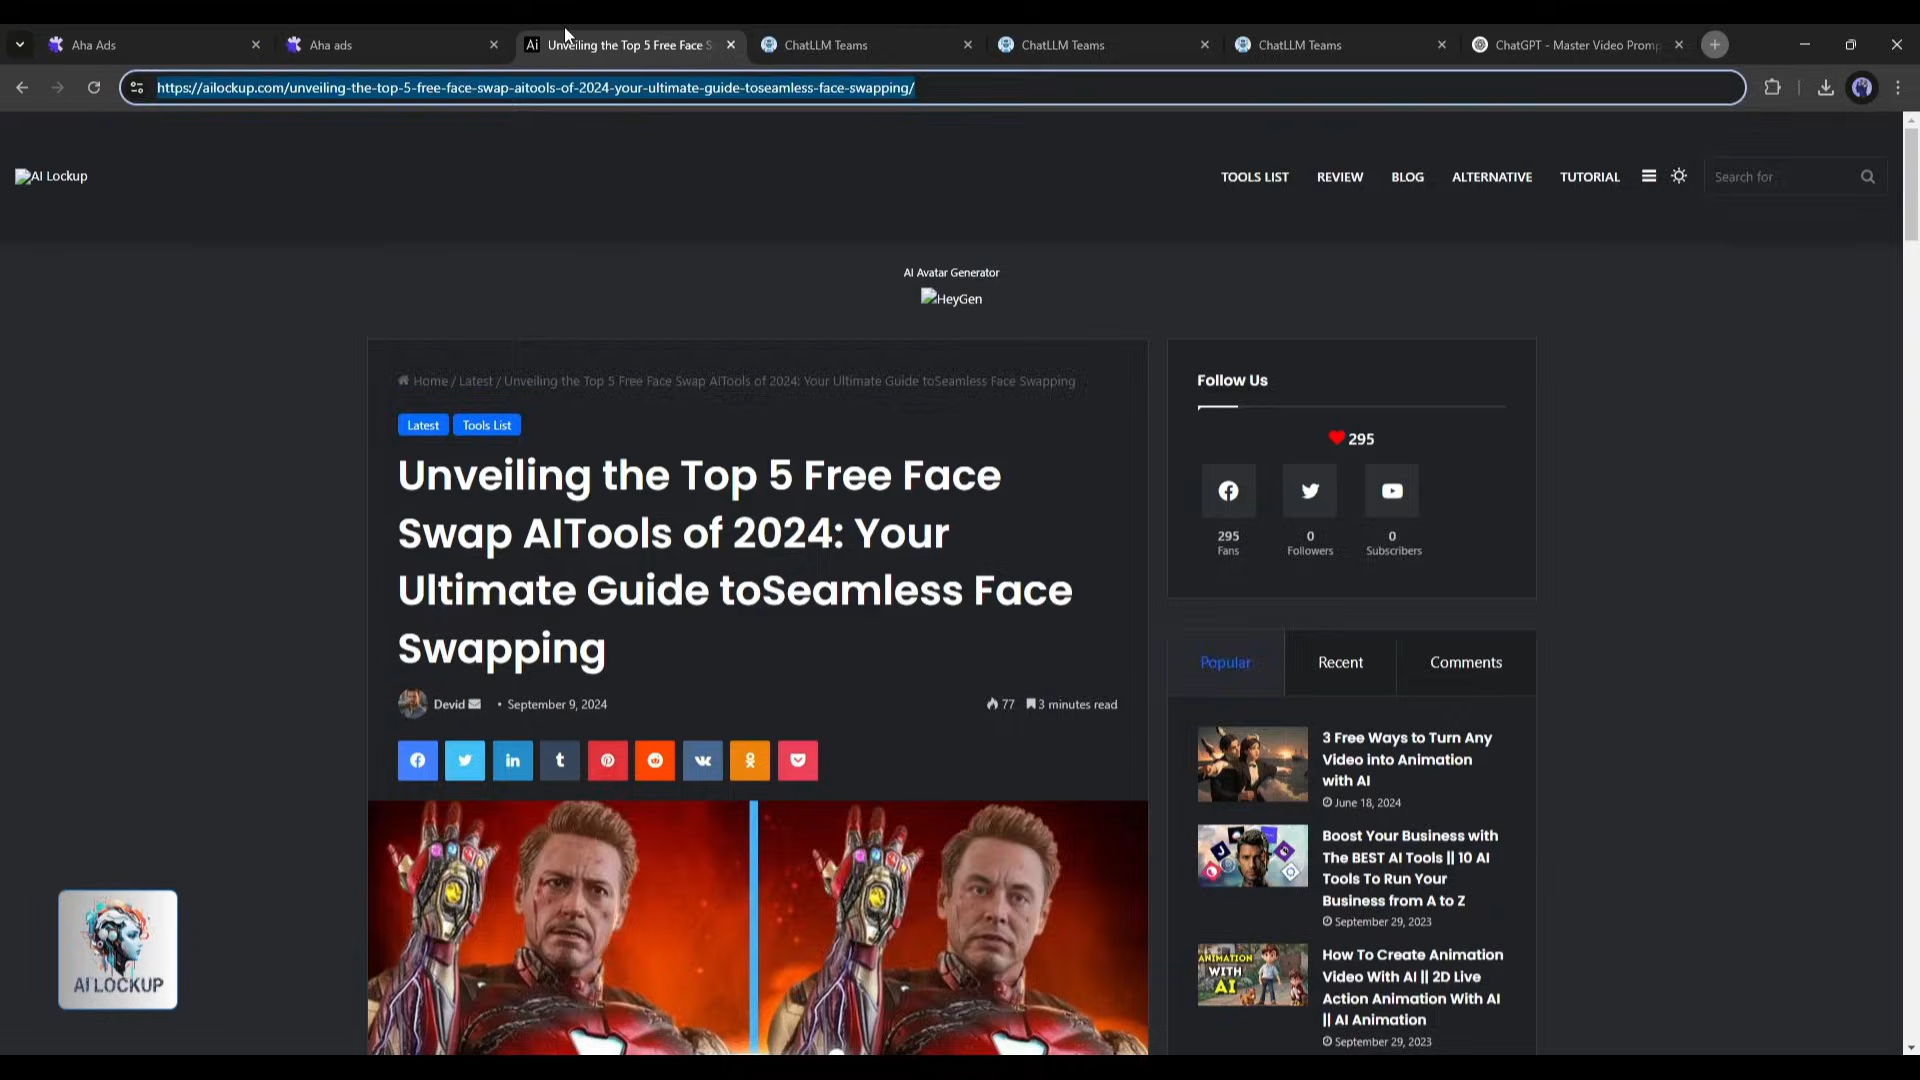 Aha Ads
Aha ads
Unveiling the Top 5 Free Face S
ChatLLM Teams
ChatLLM Teams
ChatLLM Teams
ChatGPT - Master Video Promp
https://ailockup.com/unveiling-the-top-5-free-face-swap-aitools-of-2024-your-ultimate-guide-toseamless-face-swapping/
AI Lockup
TOOLS LIST
REVIEW
BLOG
ALTERNATIVE
TUTORIAL
Search for
AI Avatar Generator
HeyGen
Home / Latest / Unveiling the Top 5 Free Face Swap AITools of 2024: Your Ultimate Guide toSeamless Face Swapping
Latest
Tools List
Unveiling the Top 5 Free Face
Swap AITools of 2024: Your
Ultimate Guide toSeamless Face
Swapping
Devid • September 9, 2024
77
3 minutes read
Follow Us
295
295
Fans
0
Followers
0
Subscribers
Popular
Recent
Comments
3 Free Ways to Turn Any
Video into Animation
with AI
June 18, 2024
Boost Your Business with
The BEST AI Tools || 10 AI
Tools To Run Your
Business from A to Z
September 29, 2023
ANIMATION
WITH
AI
How To Create Animation
Video With AI || 2D Live
Action Animation With AI
|| AI Animation
September 29, 2023
AI LOCKUP